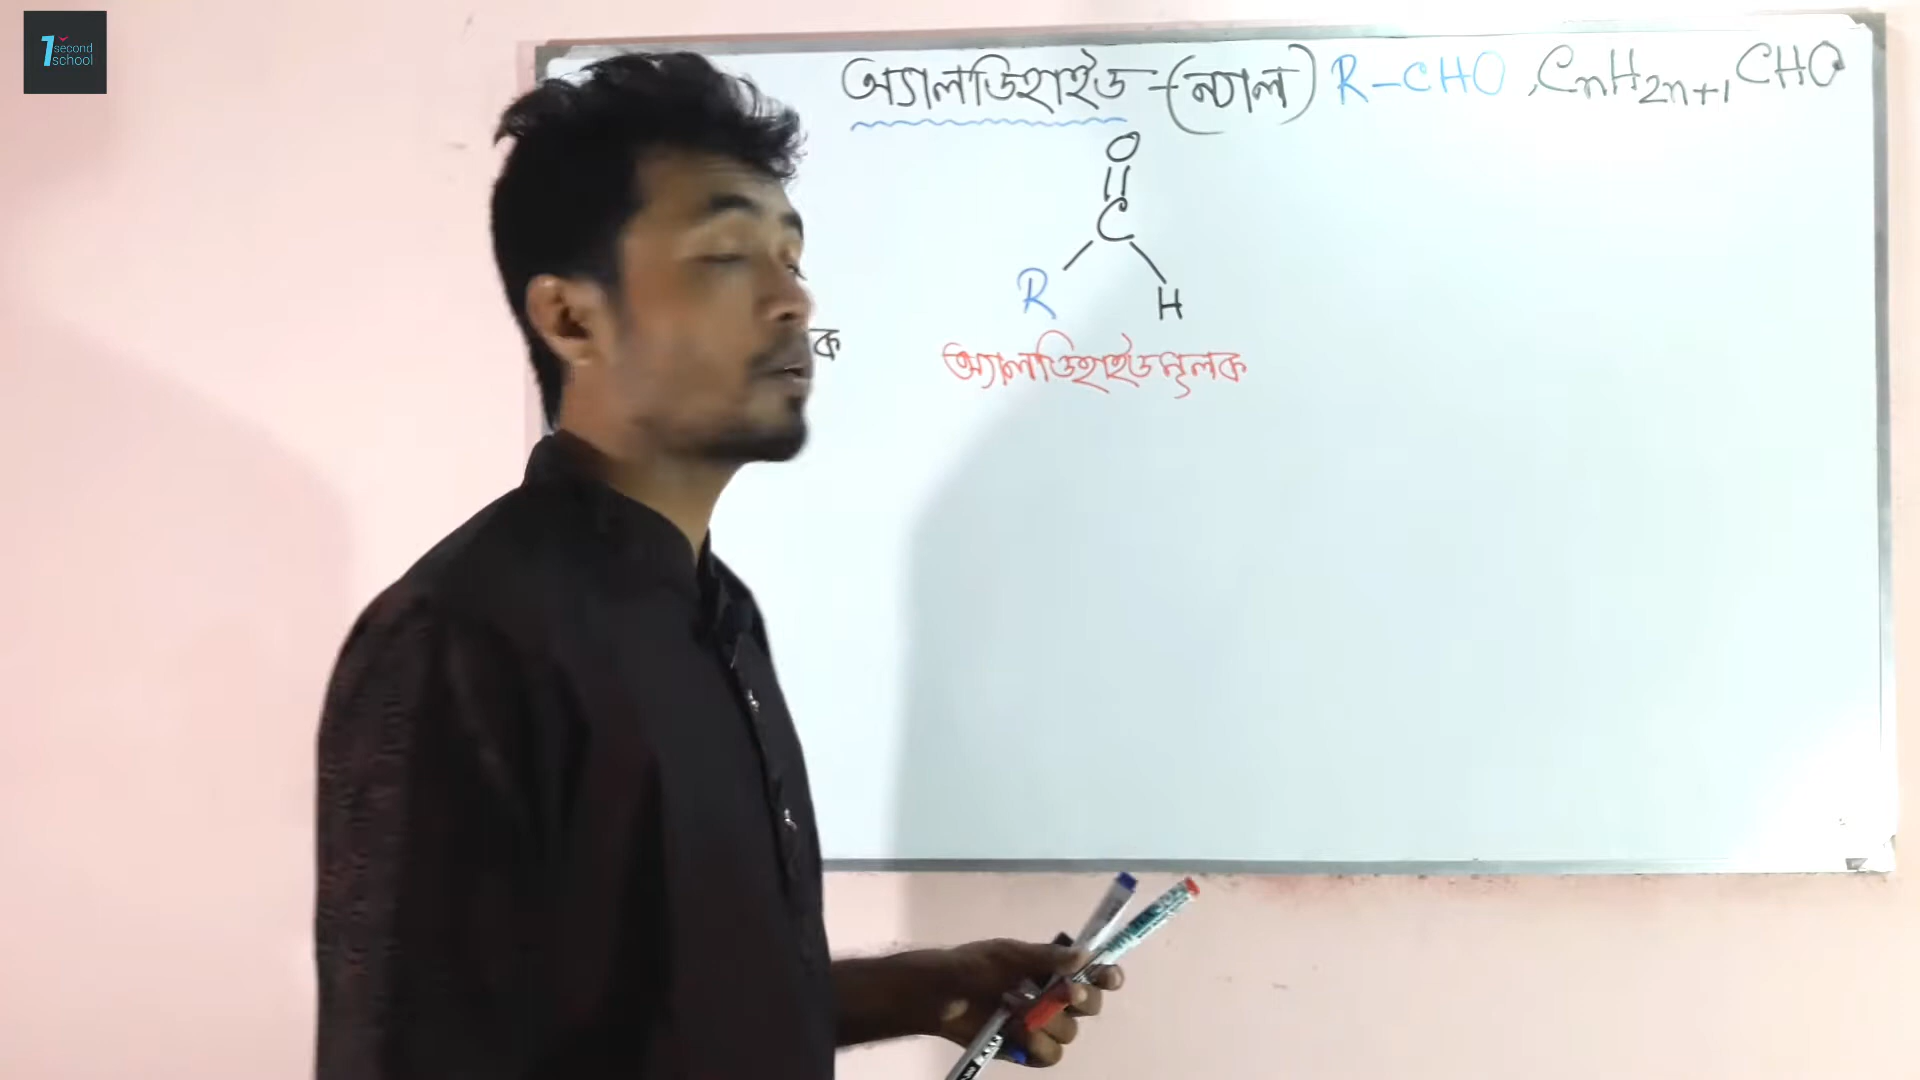 1 second school
অ্যালডিহাইড -(ন্যাল) R-CHO, CnH2n+1 CHO
O
C
R H
ক
অ্যালডিহাইডমূলক